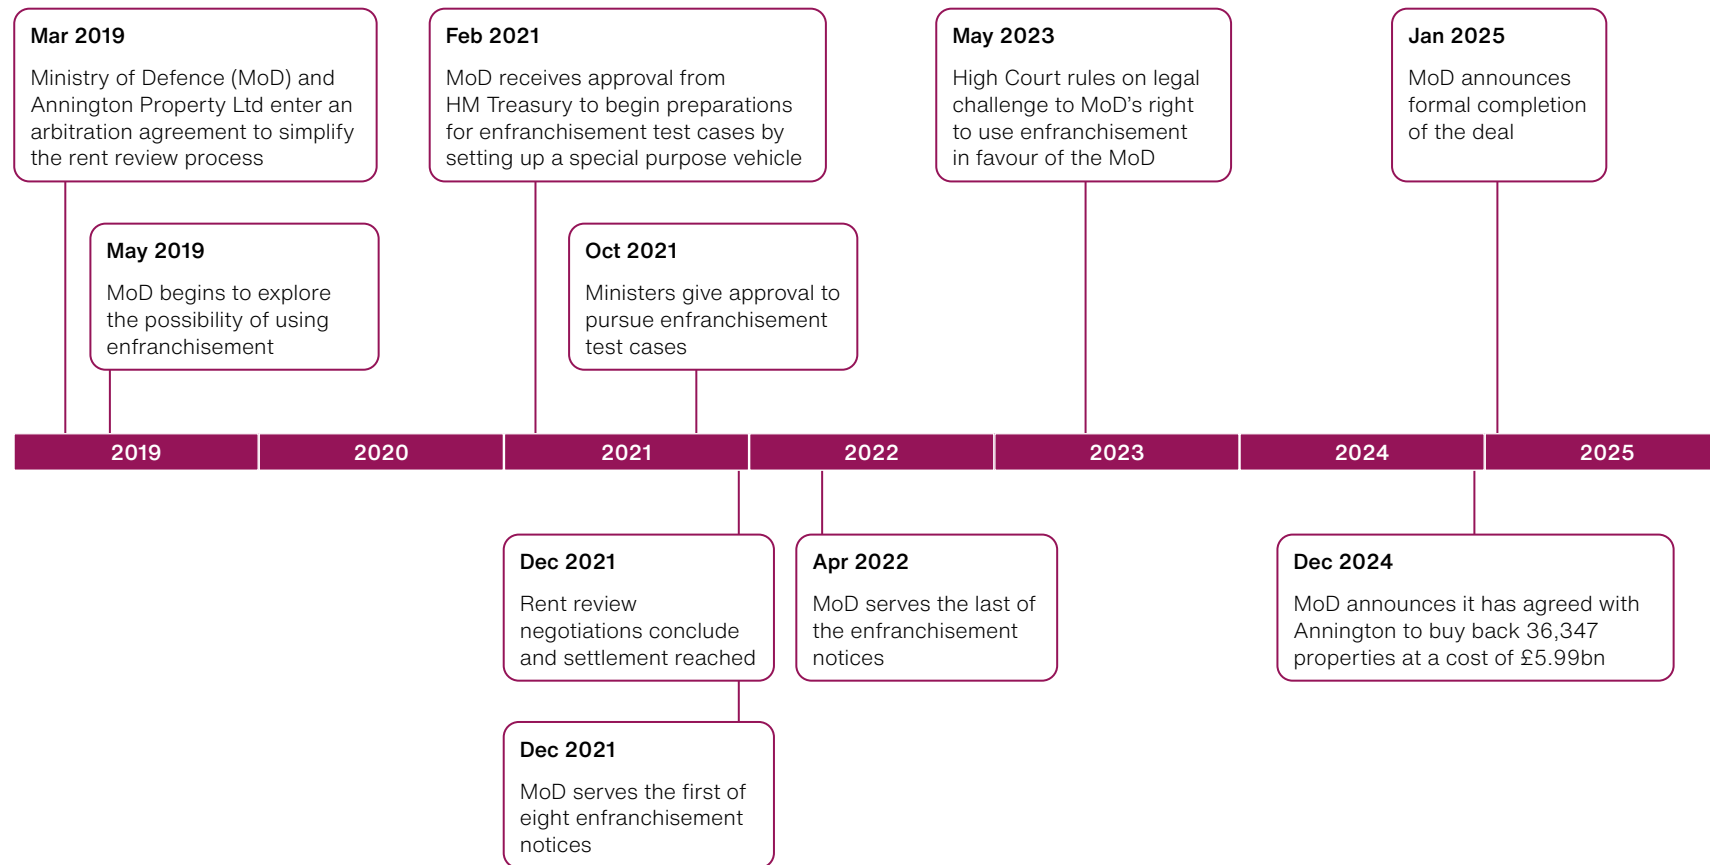 Mar 2019
Ministry of Defence (MoD) and
Annington Property Ltd enter an
arbitration agreement to simplify
the rent review process
May 2019
MoD begins to explore
the possibility of using
enfranchisement
Feb 2021
MoD receives approval from
HM Treasury to begin preparations
for enfranchisement test cases by
setting up a special purpose vehicle
Oct 2021
Ministers give approval to
pursue enfranchisement
test cases
May 2023
High Court rules on legal
challenge to MoD’s right
to use enfranchisement
in favour of the MoD
Jan 2025
MoD announces
formal completion
of the deal
2019
2020
2021
2022
2023
2024
2025
Dec 2021
Rent review
negotiations conclude
and settlement reached
Dec 2021
MoD serves the first of
eight enfranchisement
notices
Apr 2022
MoD serves the last of
the enfranchisement
notices
Dec 2024
MoD announces it has agreed with
Annington to buy back 36,347
properties at a cost of £5.99bn